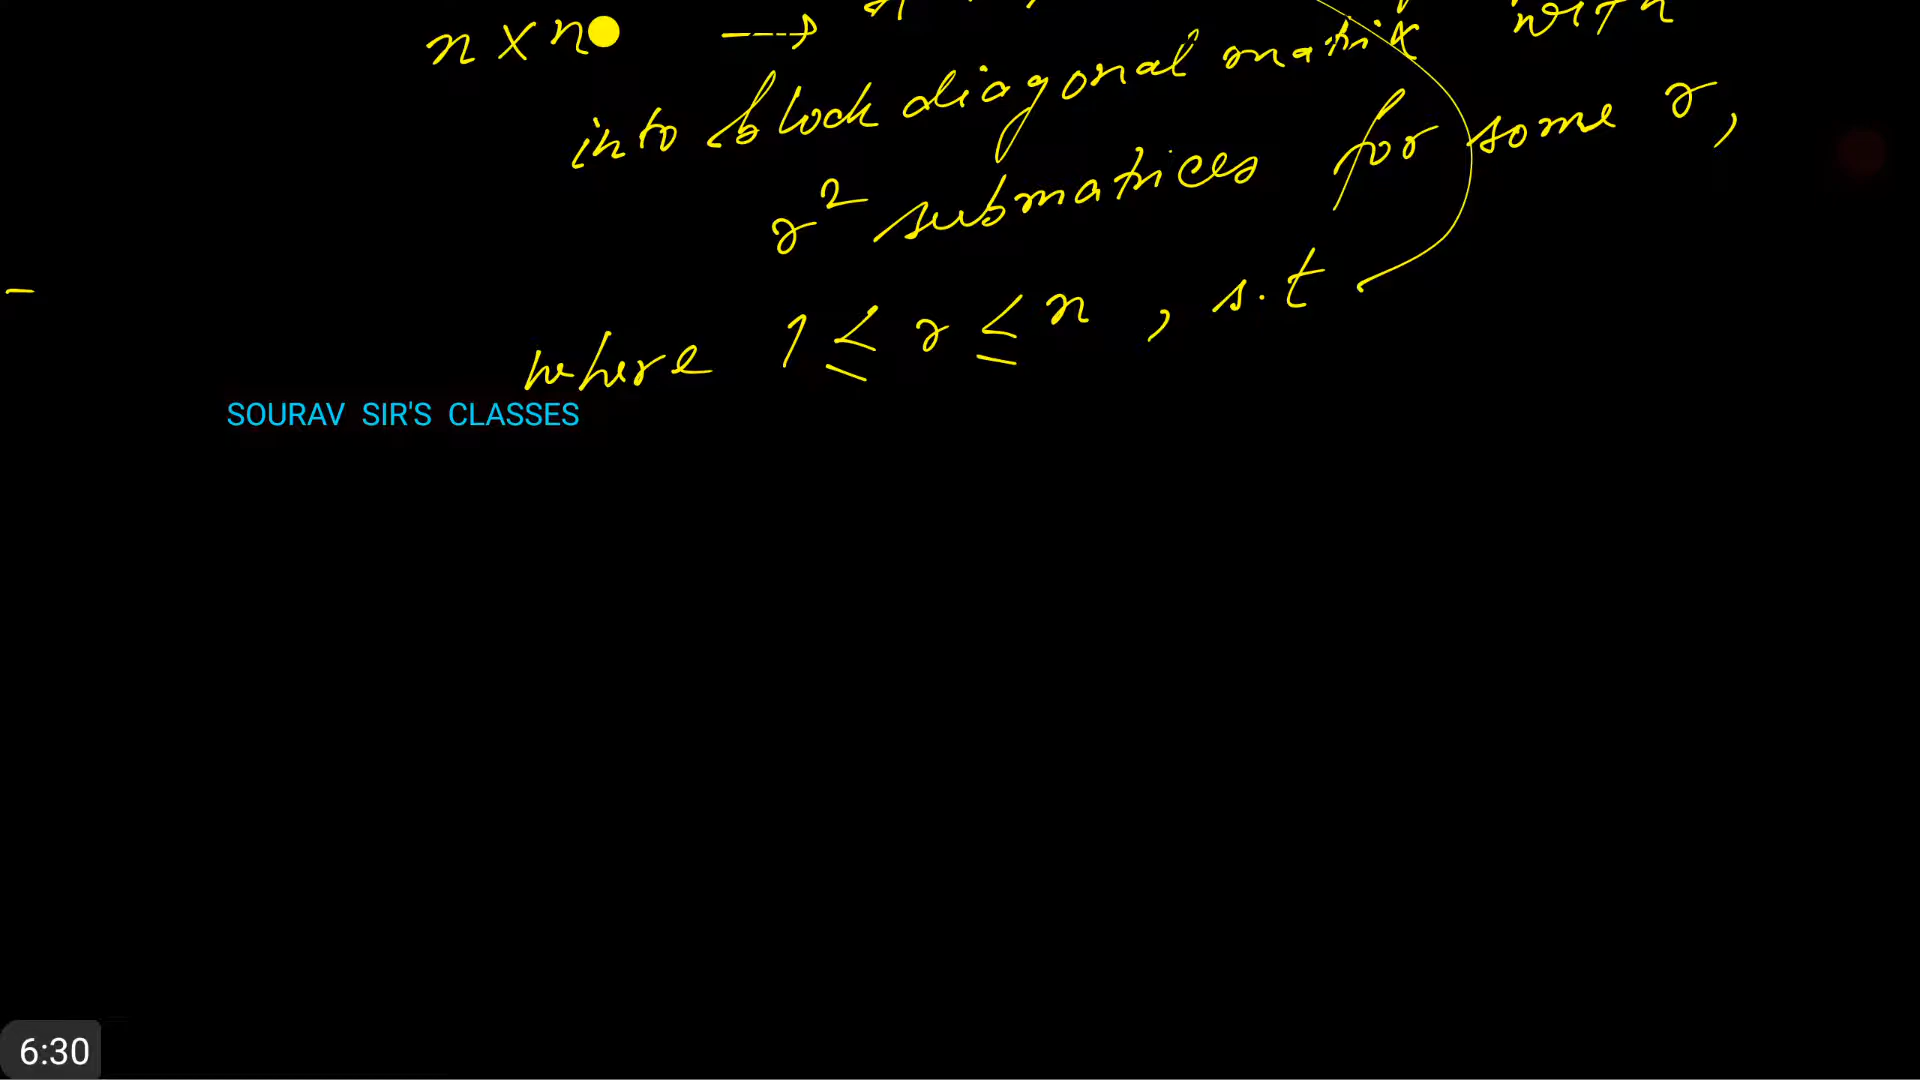 n × n → with
into block diagonal matrix
r² submatrices for some r,
where 1 ≤ r ≤ n , s.t
SOURAV SIR'S CLASSES
6:30